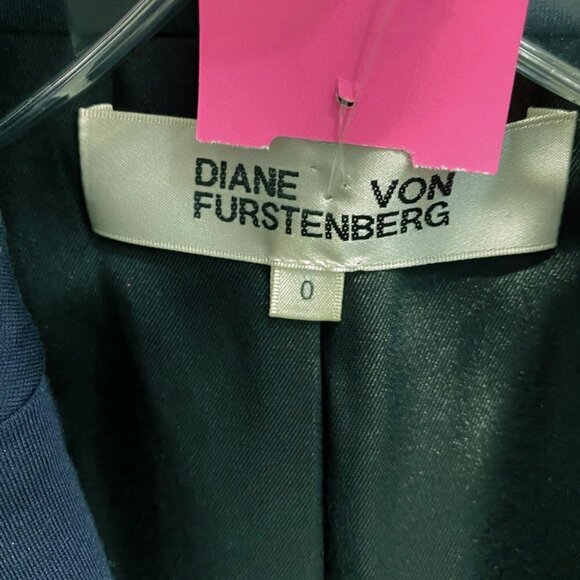 DIANE VON
FURSTENBERG
0